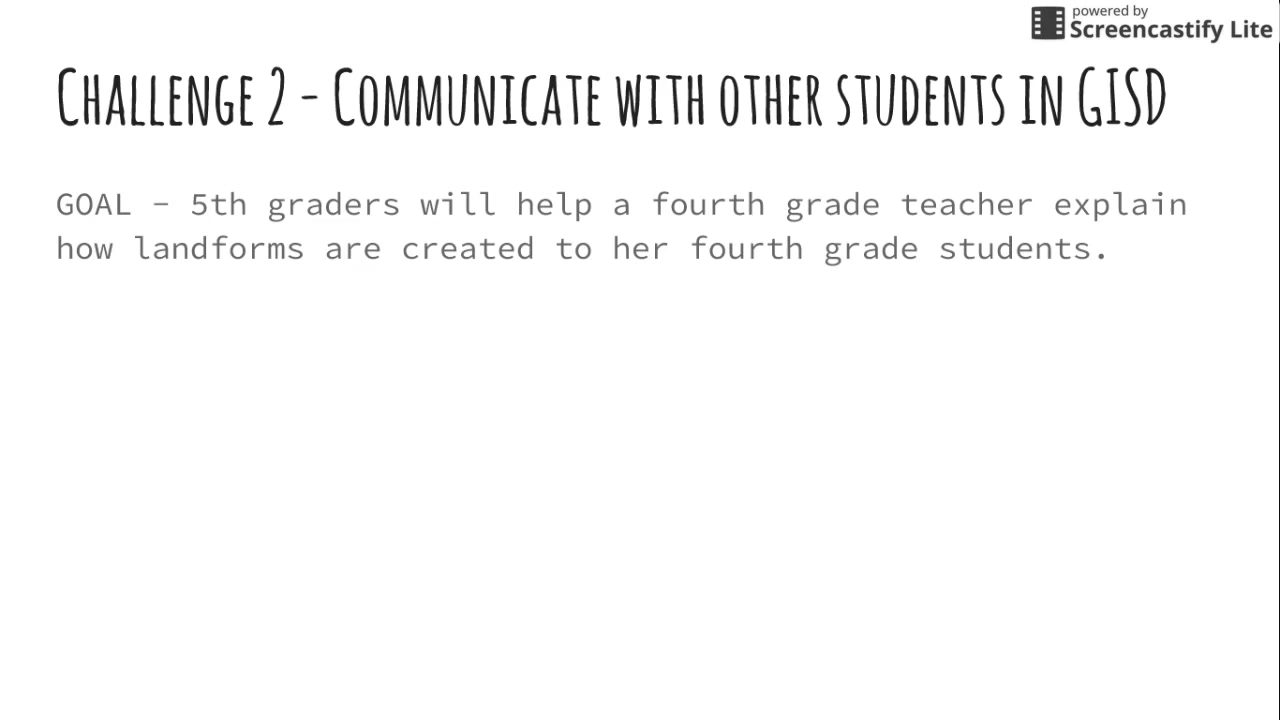 powered by
Screencastify Lite
Challenge 2 - Communicate with other students in GISD
GOAL - 5th graders will help a fourth grade teacher explain
how landforms are created to her fourth grade students.